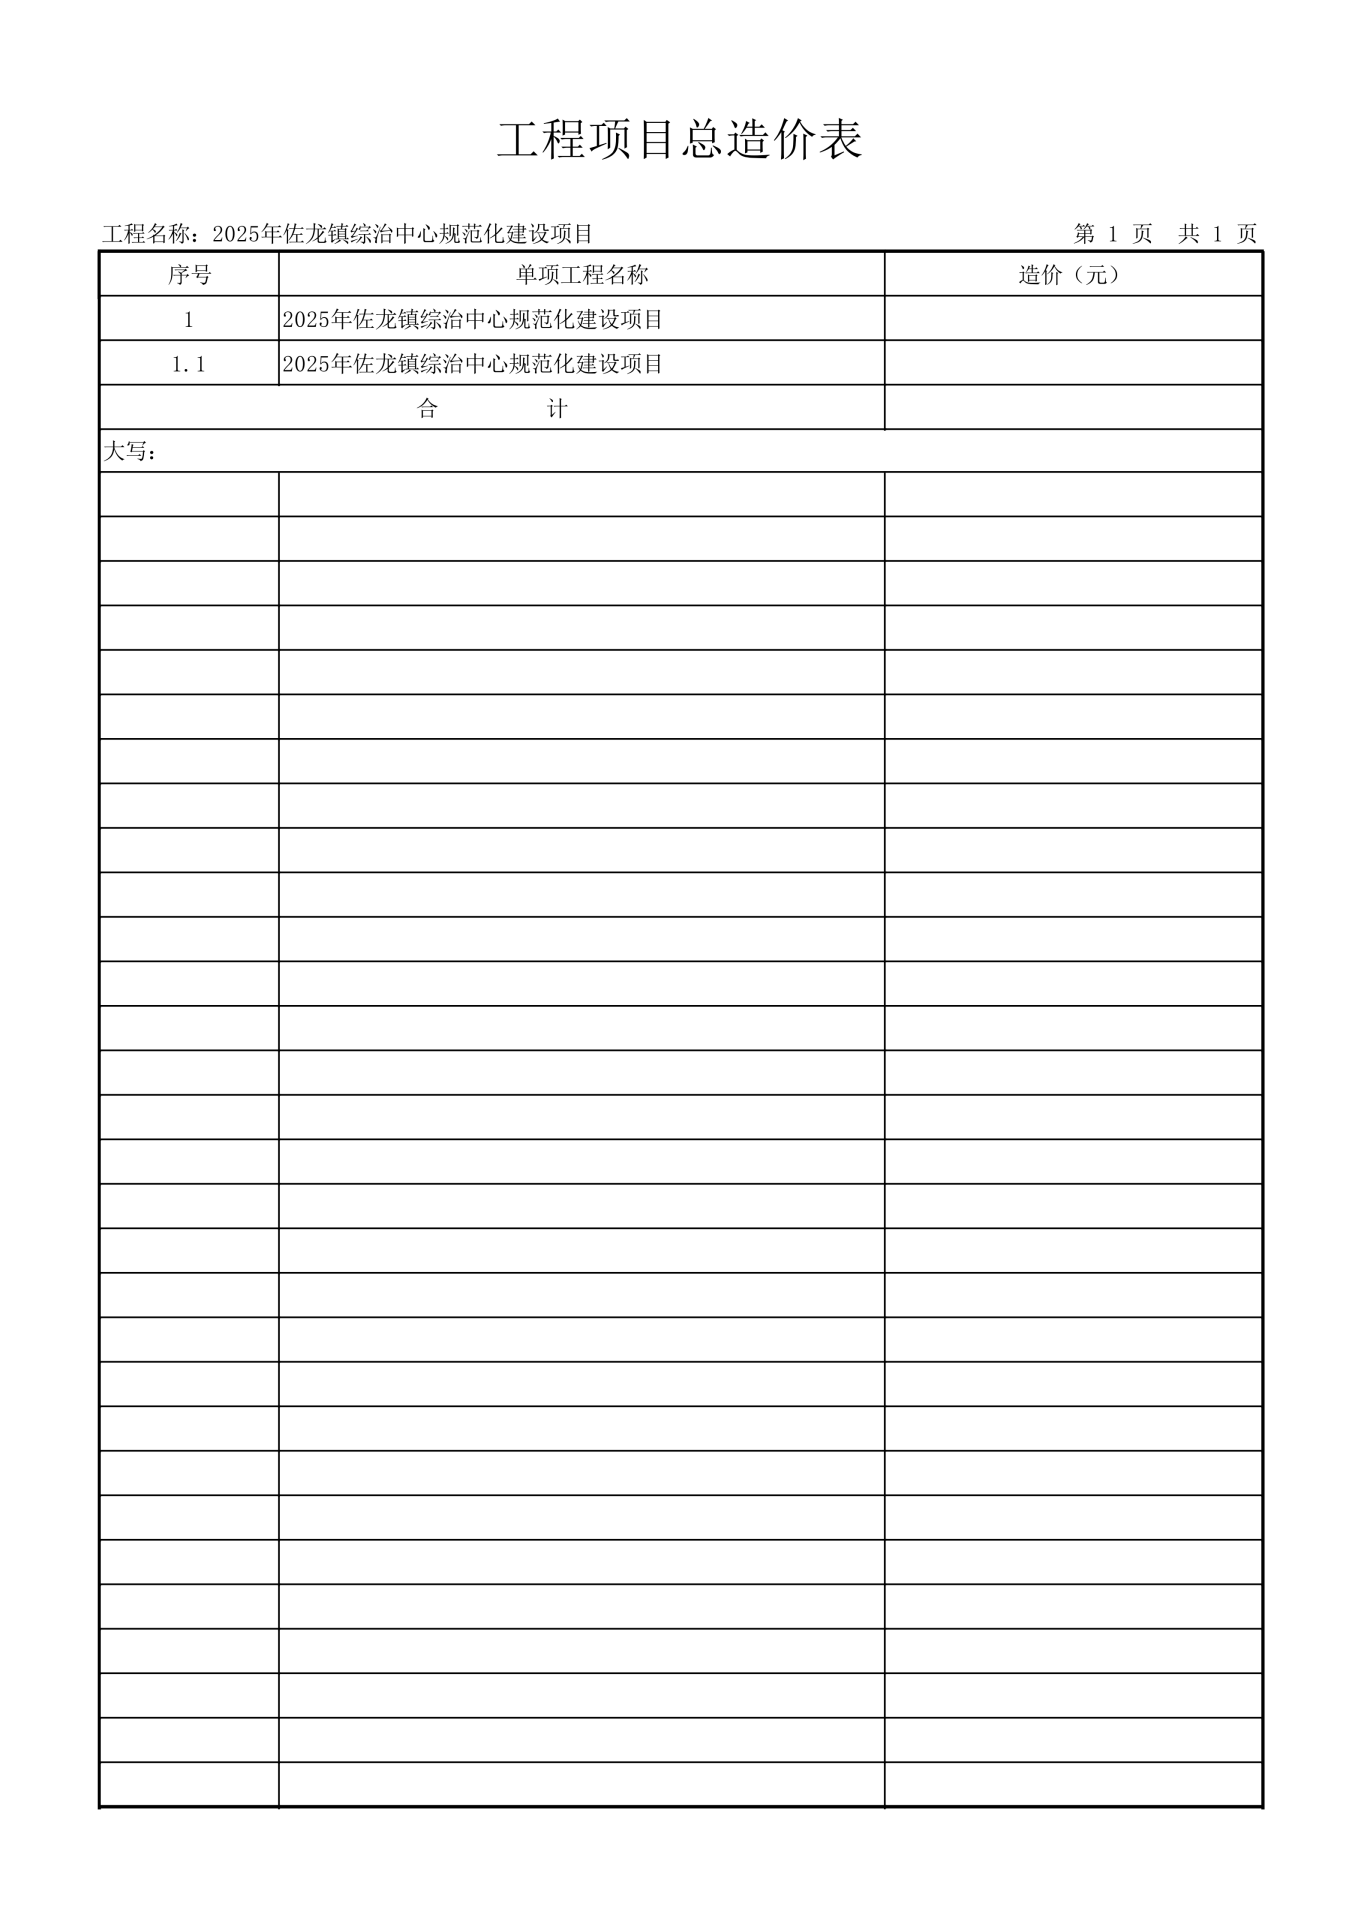 工程项目总造价表
工程名称：2025年佐龙镇综治中心规范化建设项目 第 1 页 共 1 页
序号 单项工程名称 造价（元）
1 2025年佐龙镇综治中心规范化建设项目
1.1 2025年佐龙镇综治中心规范化建设项目
合 计
大写：